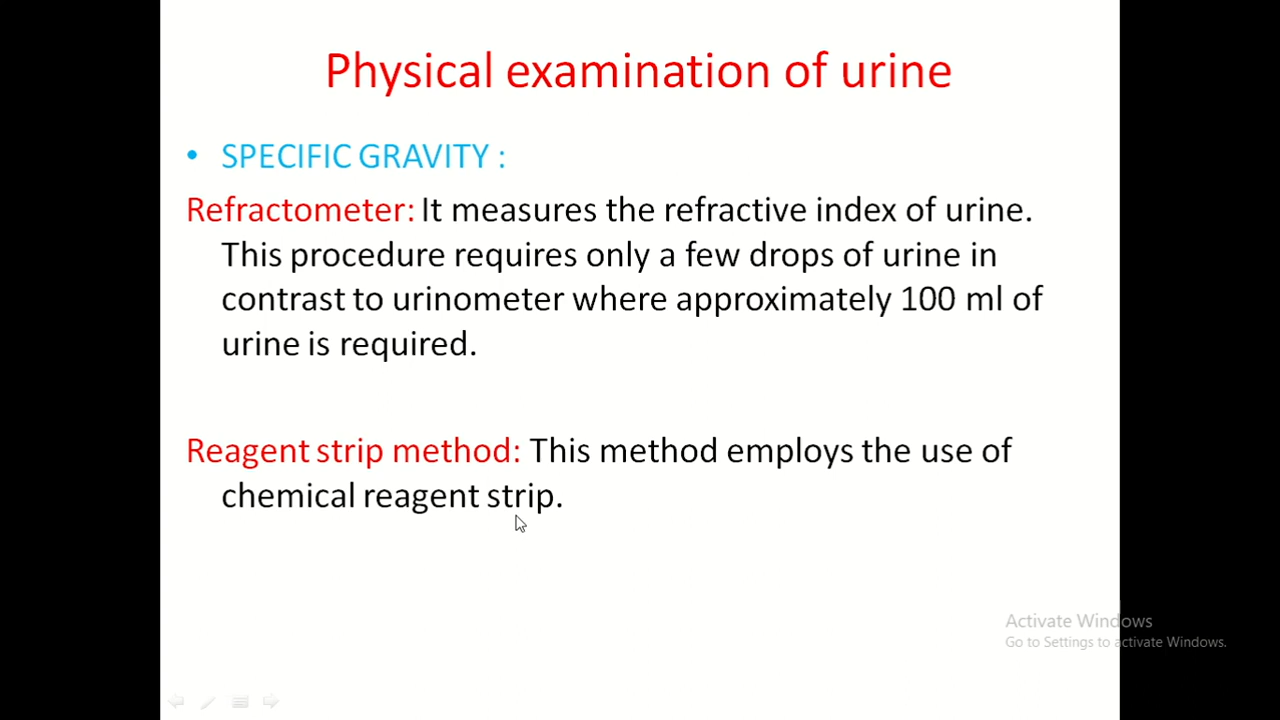 Physical examination of urine
• SPECIFIC GRAVITY :
Refractometer: It measures the refractive index of urine.
This procedure requires only a few drops of urine in
contrast to urinometer where approximately 100 ml of
urine is required.
Reagent strip method: This method employs the use of
chemical reagent strip.
Activate Windows
Go to Settings to activate Windows.